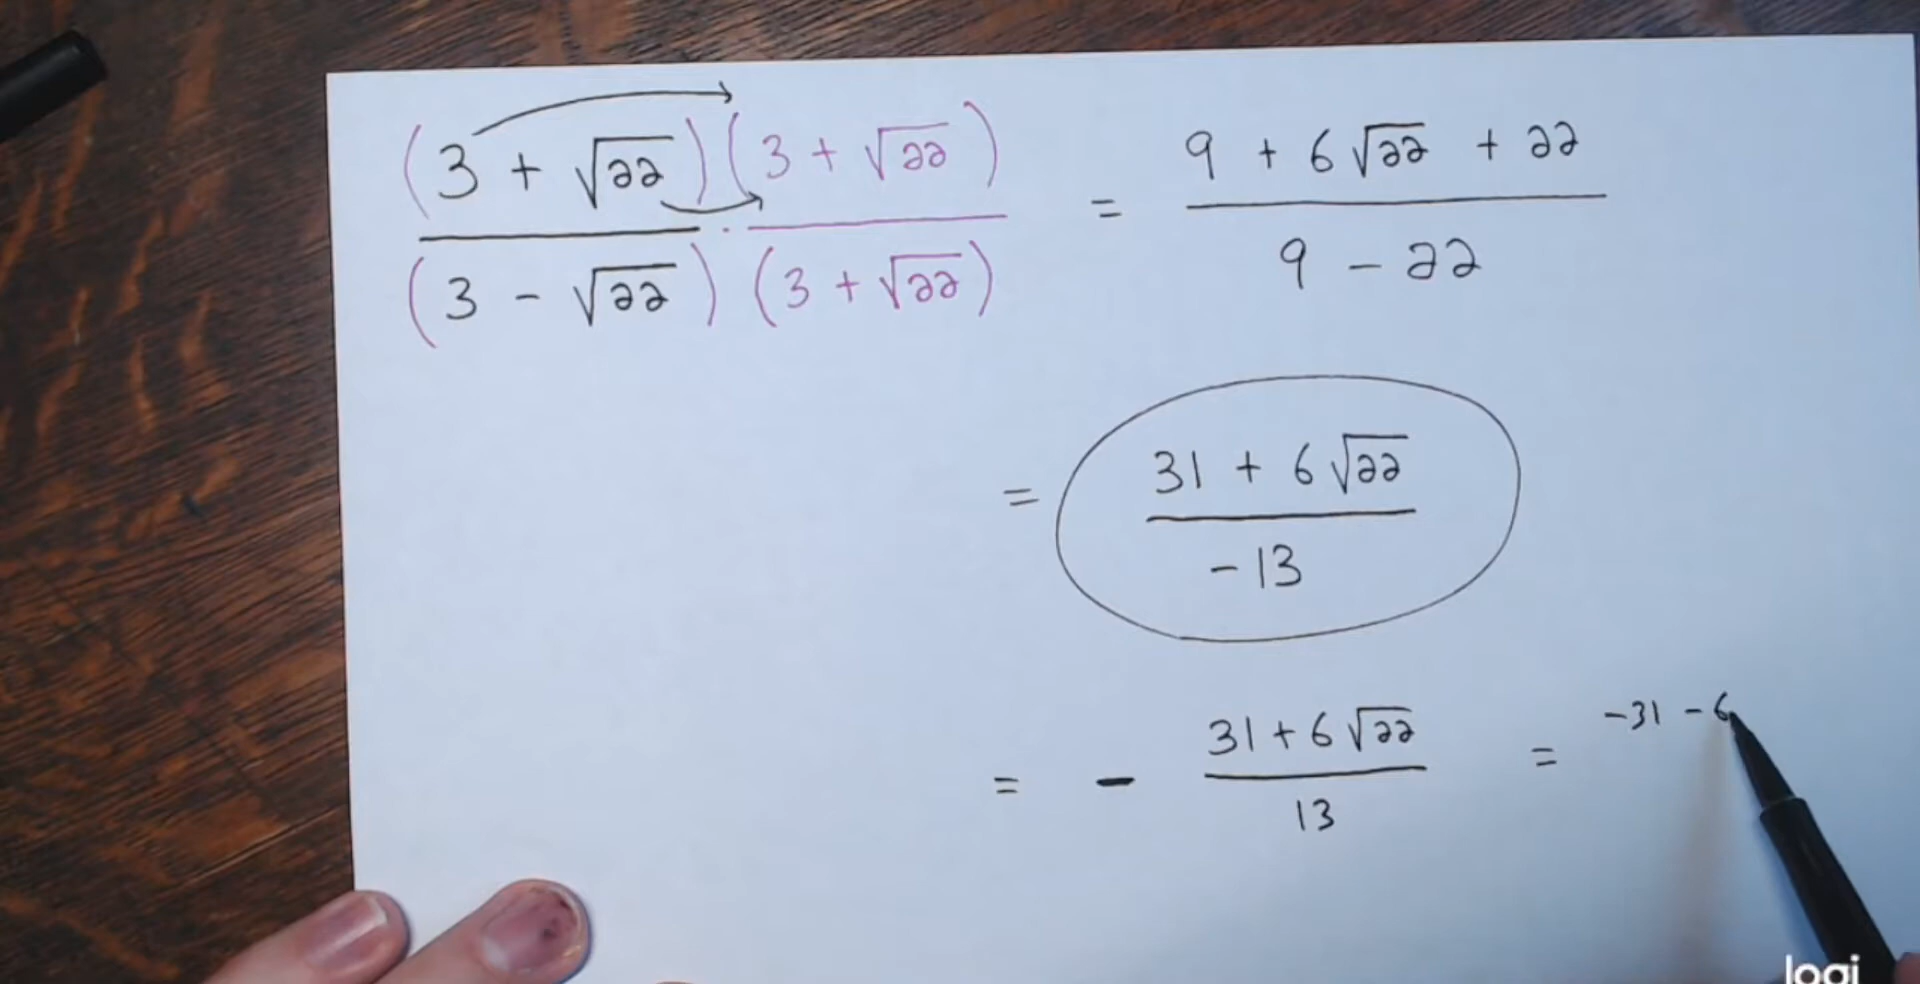 (3 + √22)(3 + √22) / (3 - √22) · (3 + √22) = 9 + 6√22 + 22 / 9 - 22
= 31 + 6√22 / -13
= - 31 + 6√22 / 13 = -31 - 6
logi